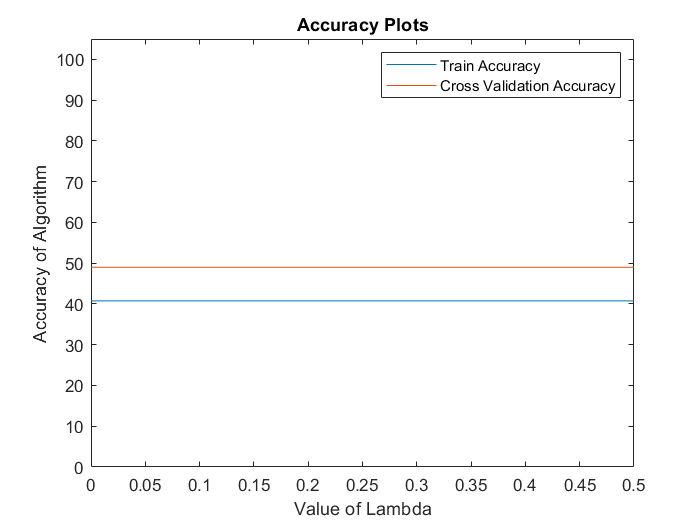 Accuracy Plots
Train Accuracy
Cross Validation Accuracy
Accuracy of Algorithm
100
90
80
70
60
50
40
30
20
10
0
0 0.05 0.1 0.15 0.2 0.25 0.3 0.35 0.4 0.45 0.5
Value of Lambda